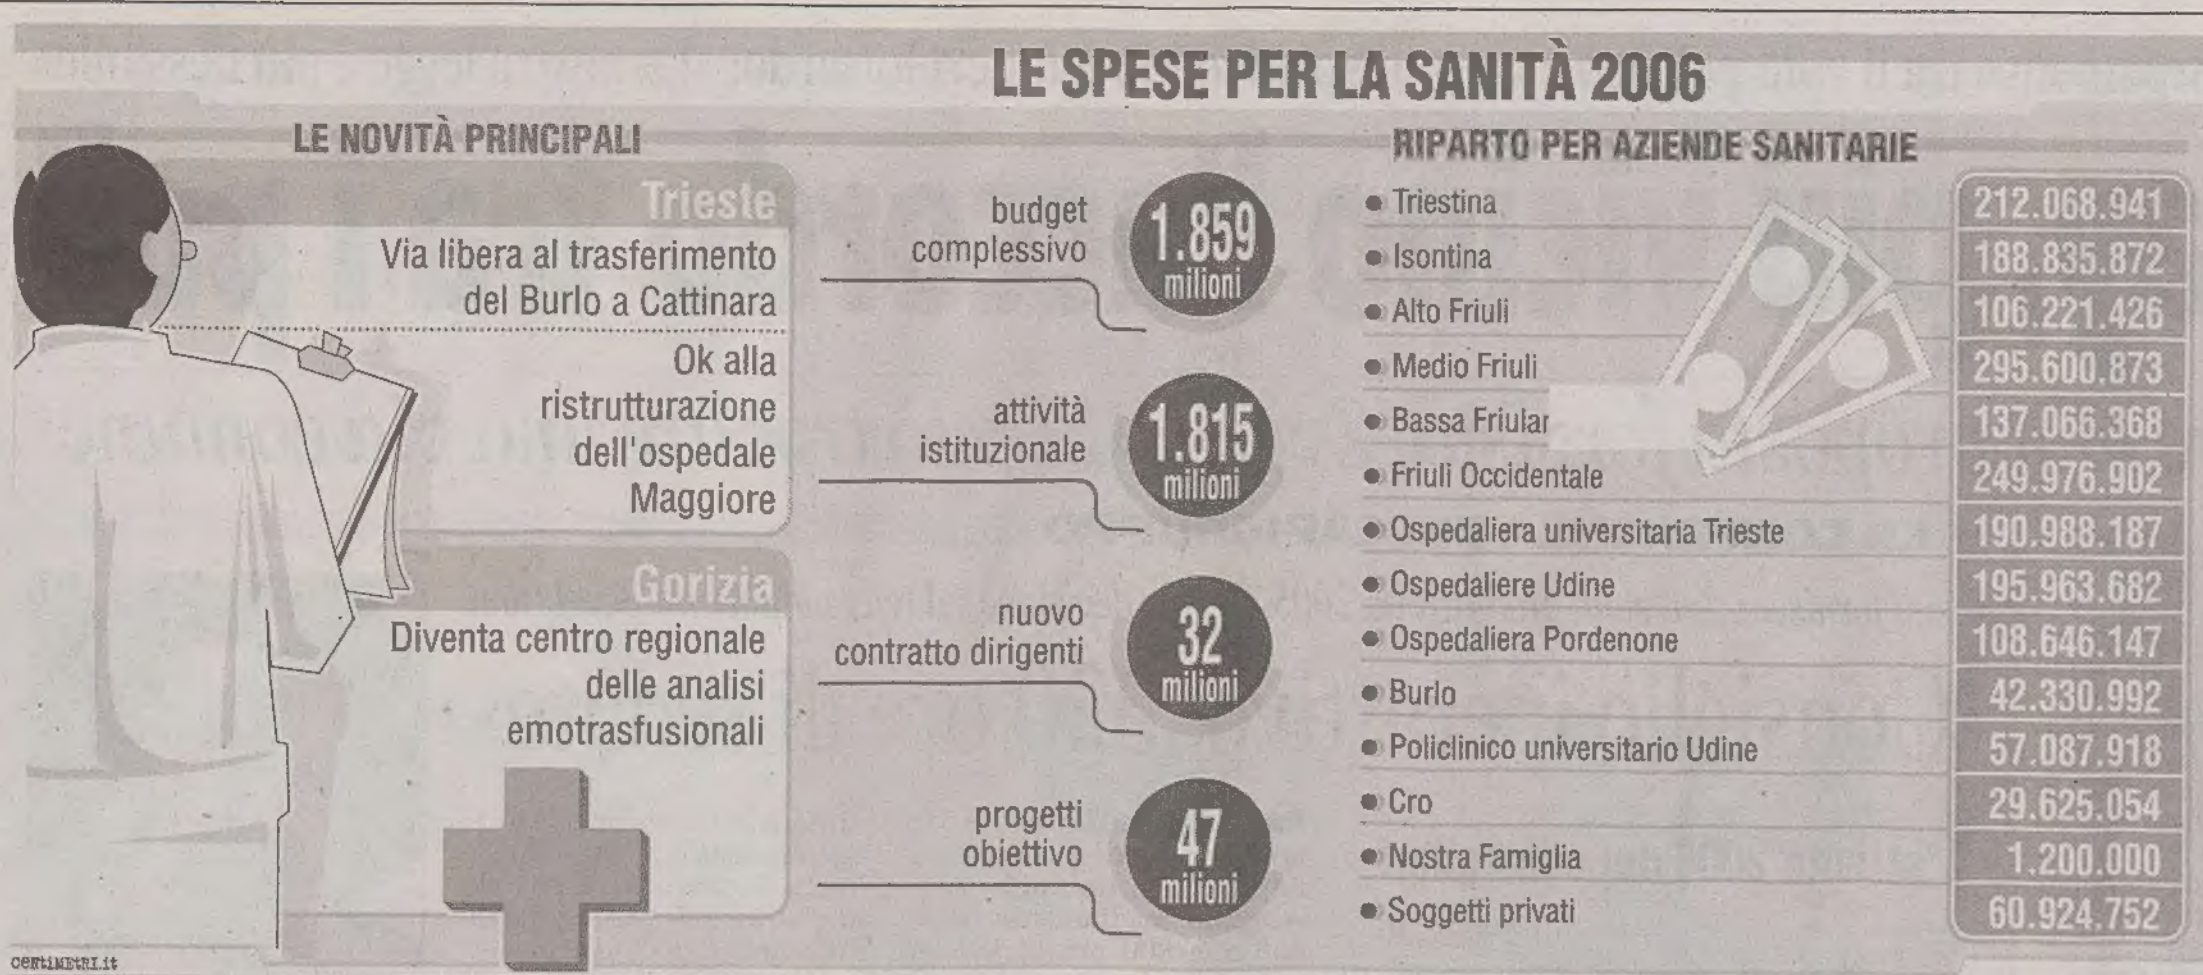 LE SPESE PER LA SANITÀ 2006
LE NOVITÀ PRINCIPALI
Trieste
Via libera al trasferimento
del Burlo a Cattinara
Ok alla
ristrutturazione
dell'ospedale
Maggiore
Gorizia
Diventa centro regionale
delle analisi
emotrasfusionali
budget
complessivo
1.859
milioni
attività
istituzionale
1.815
milioni
nuovo
contratto dirigenti
32
milioni
progetti
obiettivo
47
milioni
RIPARTO PER AZIENDE SANITARIE
• Triestina 212.068.941
• Isontina 188.835.872
• Alto Friuli 106.221.426
• Medio Friuli 295.600.873
• Bassa Friular 137.066.368
• Friuli Occidentale 249.976.902
• Ospedaliera universitaria Trieste 190.988.187
• Ospedaliere Udine 195.963.682
• Ospedaliera Pordenone 108.646.147
• Burlo 42.330.992
• Policlinico universitario Udine 57.087.918
• Cro 29.625.054
• Nostra Famiglia 1.200.000
• Soggetti privati 60.924.752
CENTIMETRI.it